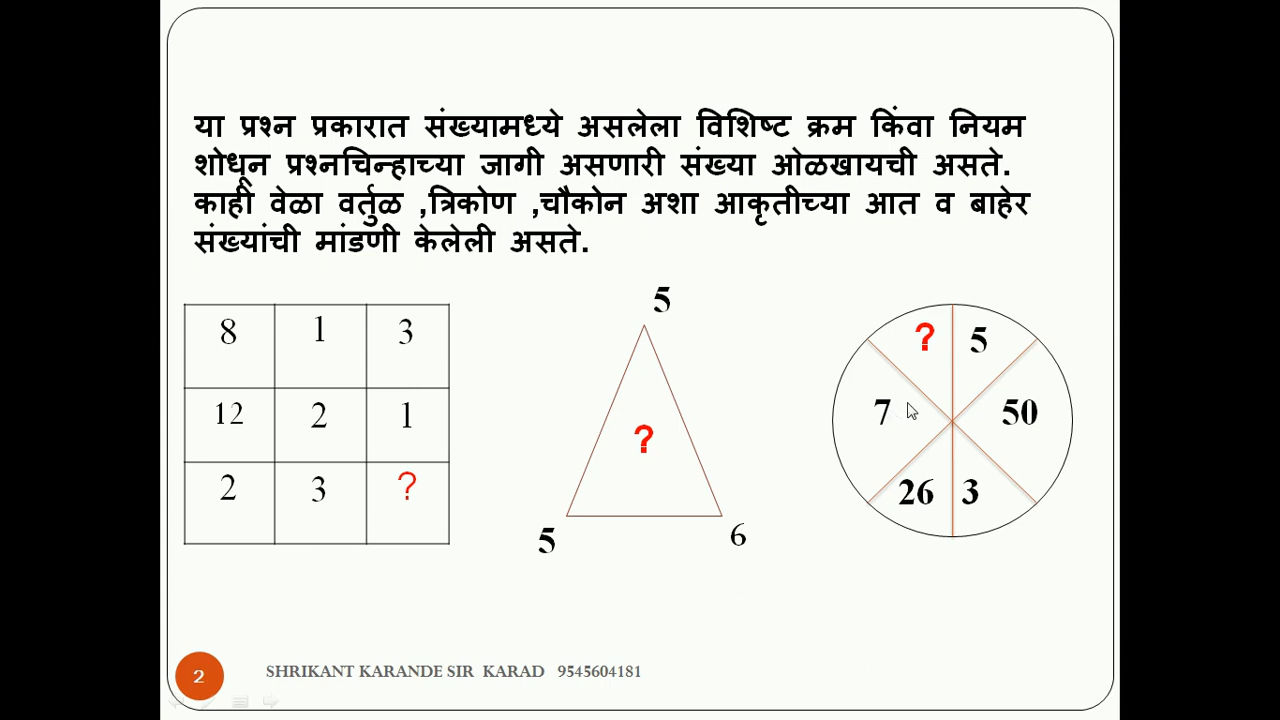 या प्रश्न प्रकारात संख्यामध्ये असलेला विशिष्ट क्रम किंवा नियम
शोधून प्रश्नचिन्हाच्या जागी असणारी संख्या ओळखायची असते.
काही वेळा वर्तुळ ,त्रिकोण ,चौकोन अशा आकृतीच्या आत व बाहेर
संख्यांची मांडणी केलेली असते.
8 1 3
12 2 1
2 3 ?
5
?
5 6
? 5
7 50
26 3
2 SHRIKANT KARANDE SIR KARAD 9545604181